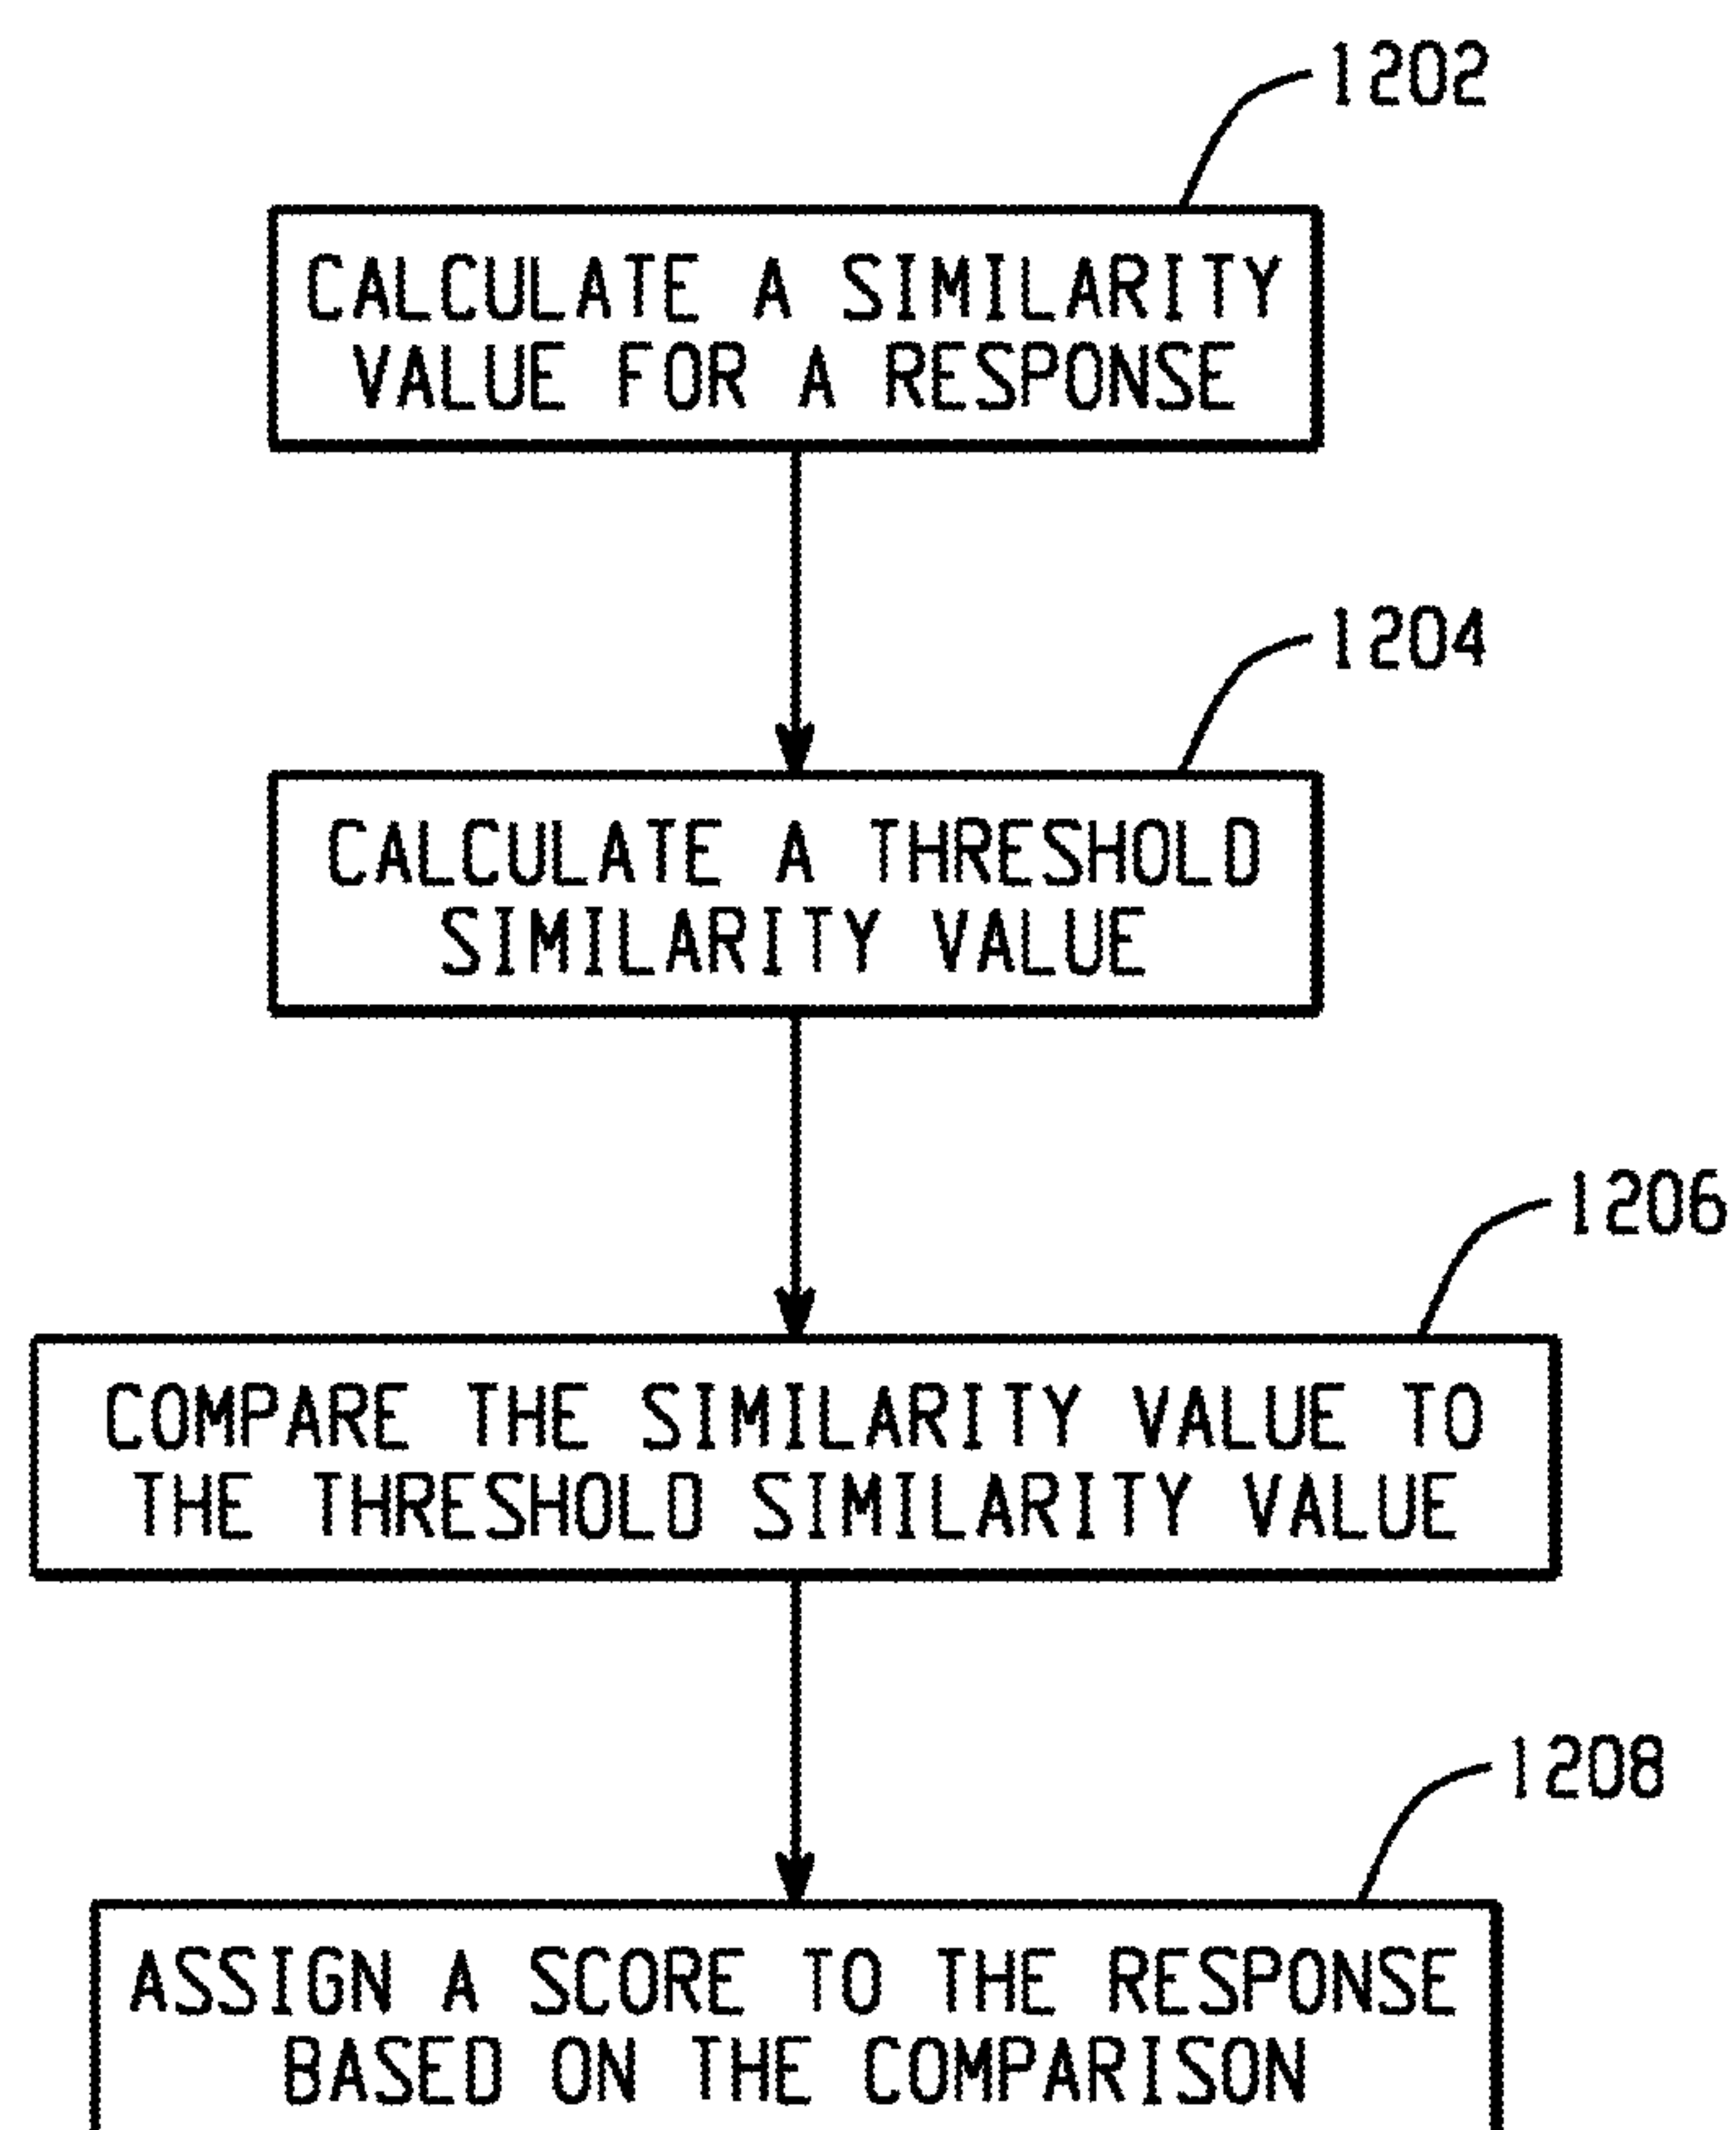 1202
CALCULATE A SIMILARITY
VALUE FOR A RESPONSE
1204
CALCULATE A THRESHOLD
SIMILARITY VALUE
1206
COMPARE THE SIMILARITY VALUE TO
THE THRESHOLD SIMILARITY VALUE
1208
ASSIGN A SCORE TO THE RESPONSE
BASED ON THE COMPARISON